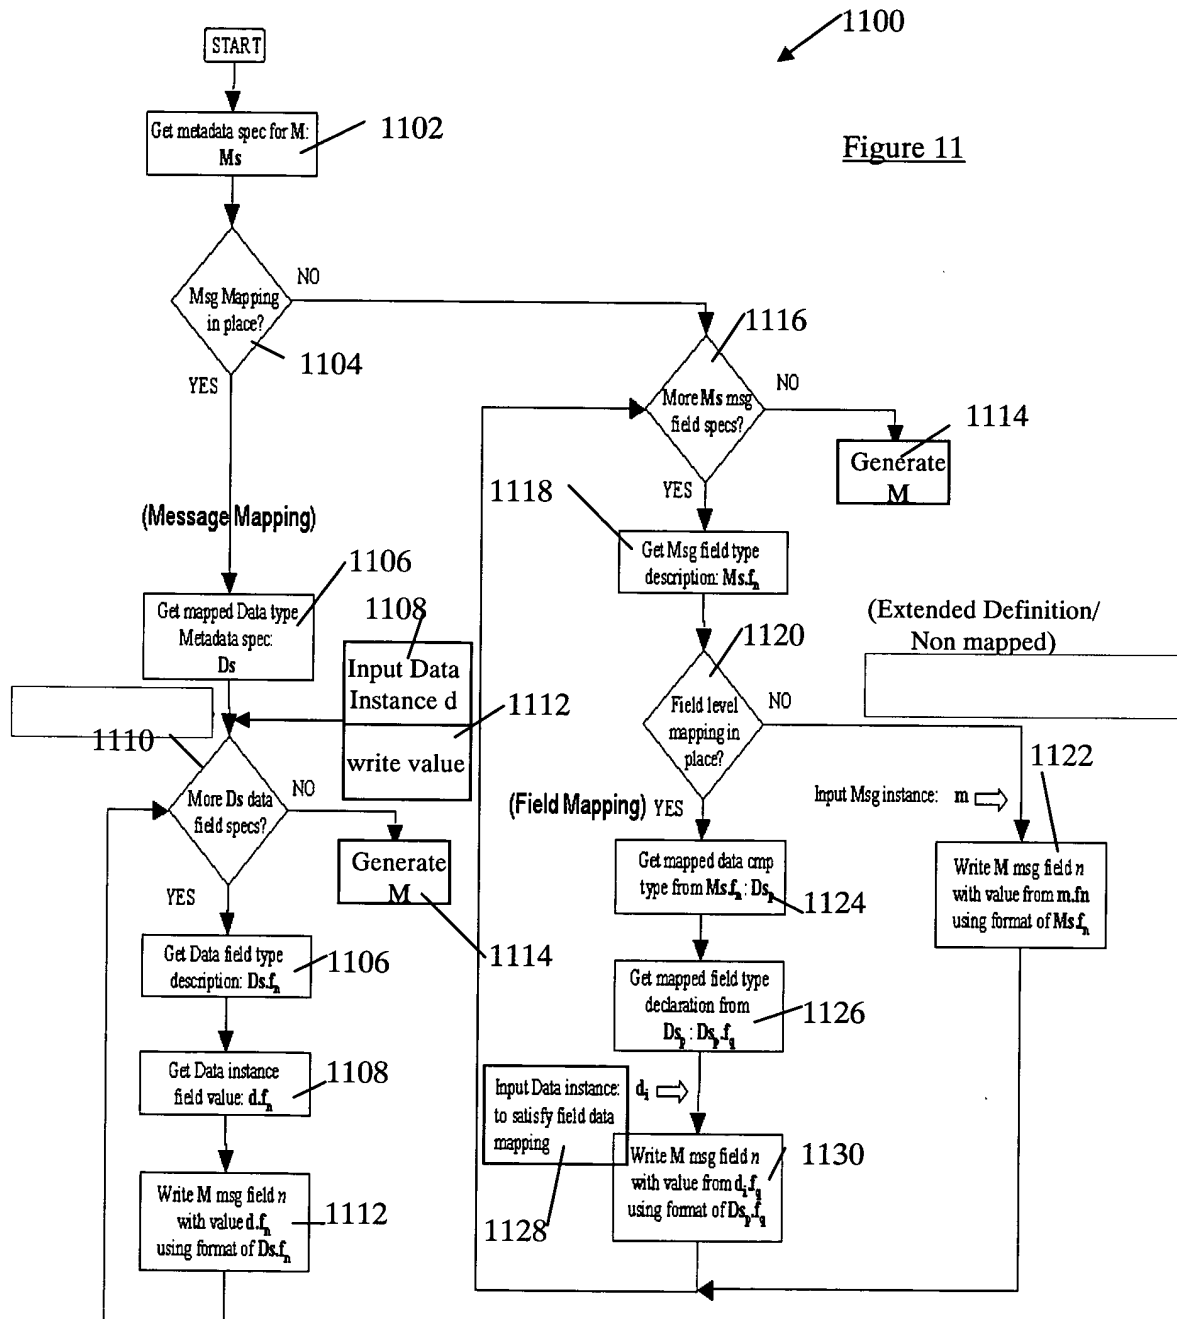 1100
START
Get metadata spec for M:
Ms
1102
Figure 11
Msg Mapping
in place?
NO
1104
YES
1116
More Ms msg
field specs?
NO
1114
Generate
M
YES
1118
(Message Mapping)
Get Msg field type
description: Ms.fn
1106
Get mapped Data type
Metadata spec:
Ds
1108
Input Data
Instance d
1112
write value
1120
(Extended Definition/
Non mapped)
Field level
mapping in
place?
NO
1110
More Ds data
field specs?
NO
Generate
M
1114
YES
(Field Mapping)
YES
Input Msg instance: m
1122
Get mapped data cmp
type from Ms.fn : Dsp
1124
Write M msg field n
with value from m.fn
using format of Ms.fn
Get Data field type
description: Ds.fn
1106
Get mapped field type
declaration from
Dsp : Dsp.fq
1126
Get Data instance
field value: d.fn
1108
Input Data instance:
to satisfy field data
mapping
di
1128
Write M msg field n
with value from di.fq
using format of Dsp.fq
1130
Write M msg field n
with value d.fn
using format of Ds.fn
1112